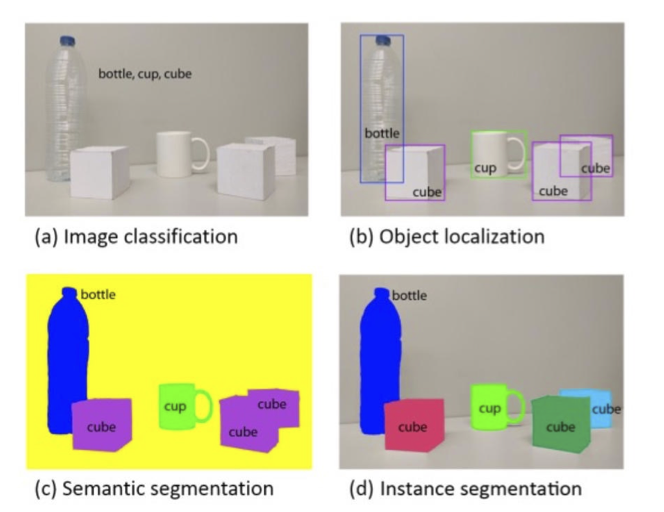 bottle, cup, cube
bottle
cup
cube
cube
cube
(a) Image classification
(b) Object localization
bottle
cup
cube
cube
cube
bottle
cup
cube
cube
cube
(c) Semantic segmentation
(d) Instance segmentation